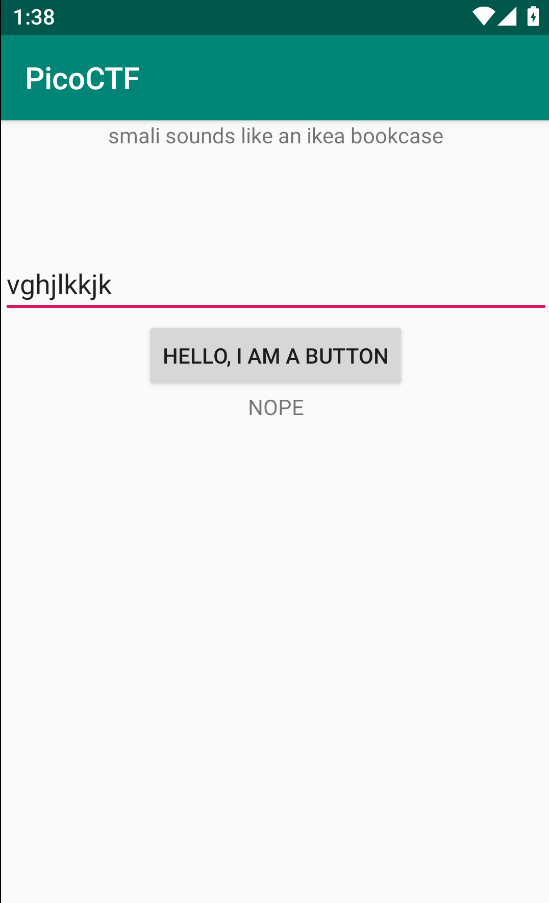 1:38
PicoCTF
smali sounds like an ikea bookcase
vghjlkkjk
HELLO, I AM A BUTTON
NOPE